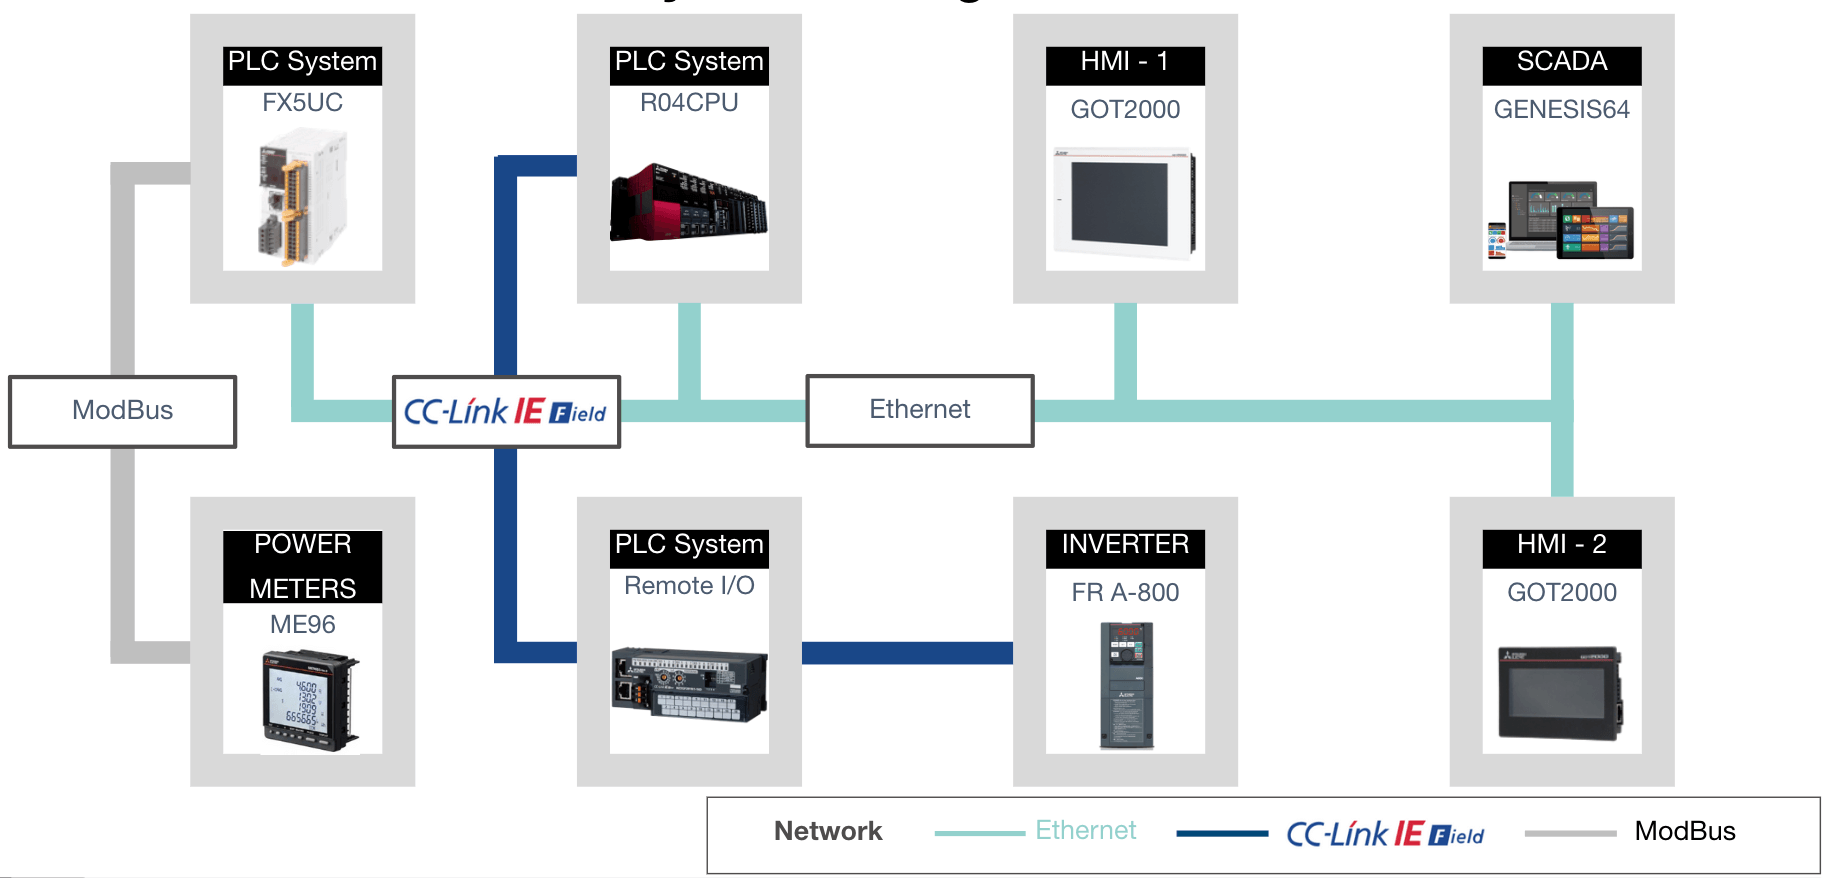 PLC System
FX5UC
PLC System
R04CPU
HMI - 1
GOT2000
SCADA
GENESIS64
ModBus
CC-Link IE Field
Ethernet
POWER
METERS
ME96
PLC System
Remote I/O
INVERTER
FR A-800
HMI - 2
GOT2000
Network
Ethernet
CC-Link IE Field
ModBus